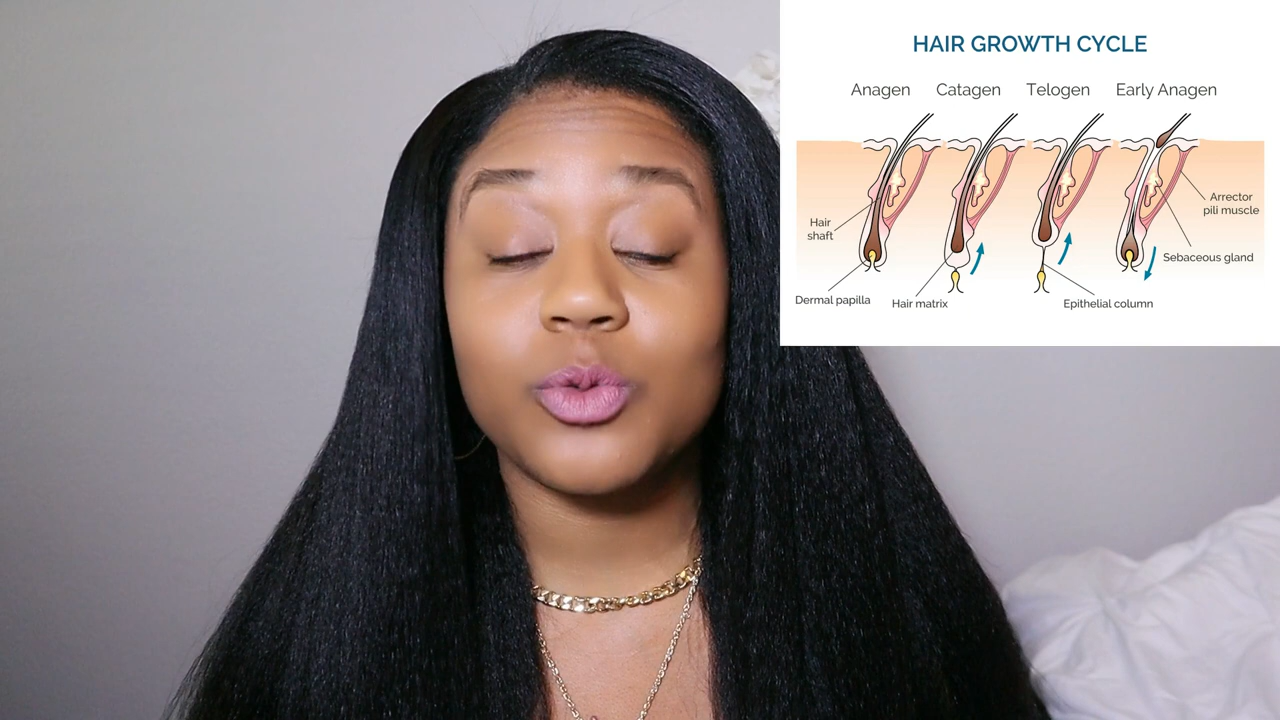 HAIR GROWTH CYCLE
Anagen Catagen Telogen Early Anagen
Hair
shaft
Arrector
pili muscle
Sebaceous gland
Dermal papilla
Hair matrix
Epithelial column